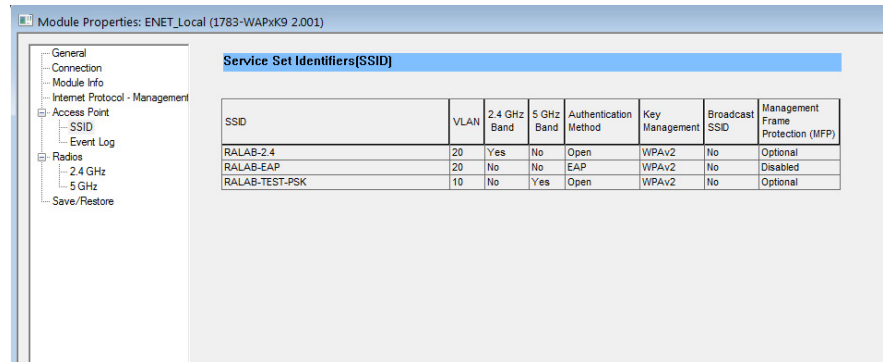 Module Properties: ENET_Local (1783-WAPxK9 2.001)
General
Connection
Module Info
Internet Protocol - Management
Access Point
SSID
Event Log
Radios
2.4 GHz
5 GHz
Save/Restore
Service Set Identifiers(SSID)
SSID VLAN 2.4 GHz Band 5 GHz Band Authentication Method Key Management Broadcast SSID Management Frame Protection (MFP)
RALAB-2.4 20 Yes No Open WPAv2 No Optional
RALAB-EAP 20 No No EAP WPAv2 No Disabled
RALAB-TEST-PSK 10 No Yes Open WPAv2 No Optional